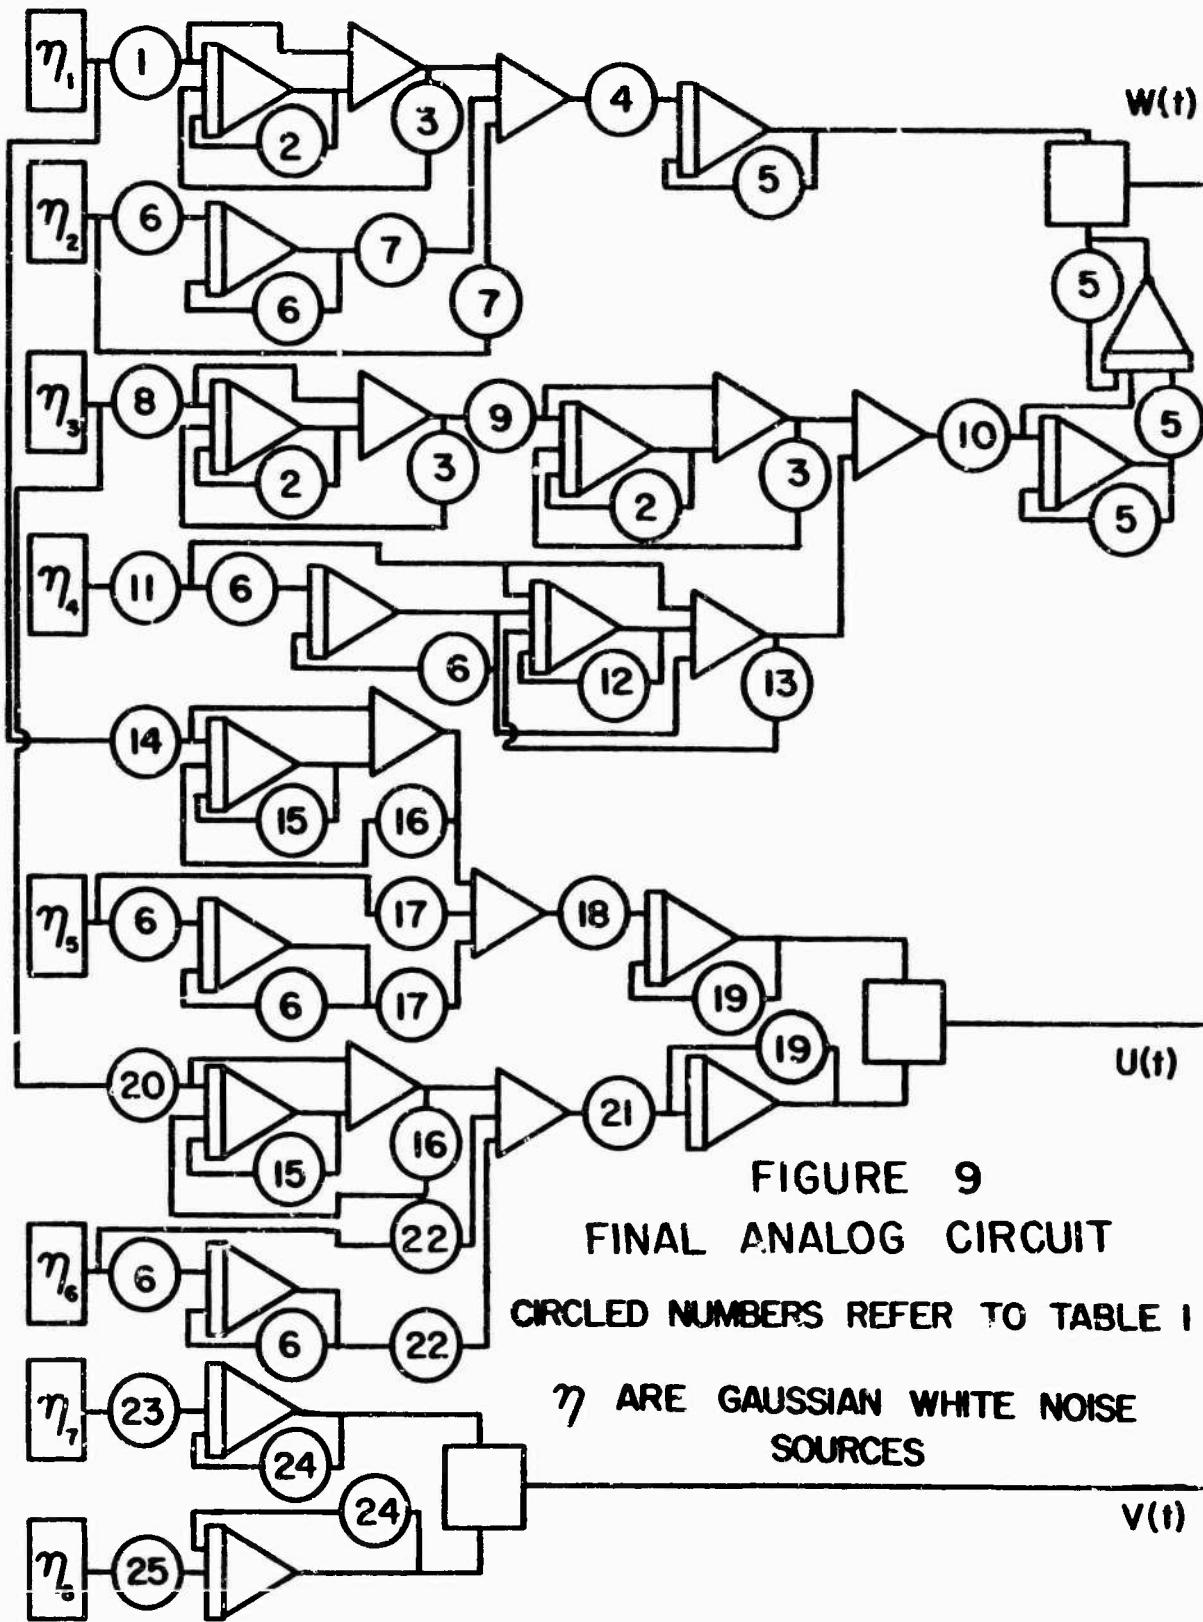 η₁ 1 2 3 4 5 W(t)
η₂ 6 6 7 7 5
η₃ 8 2 3 9 2 3 10 5 5
η₄ 11 6 6 12 13
14 15 16
η₅ 6 6 17 17 18 19
20 15 16 21 19 U(t)
η₆ 6 6 22 22
η₇ 23 24
η₈ 25 24 V(t)
FIGURE 9
FINAL ANALOG CIRCUIT
CIRCLED NUMBERS REFER TO TABLE I
η ARE GAUSSIAN WHITE NOISE
SOURCES